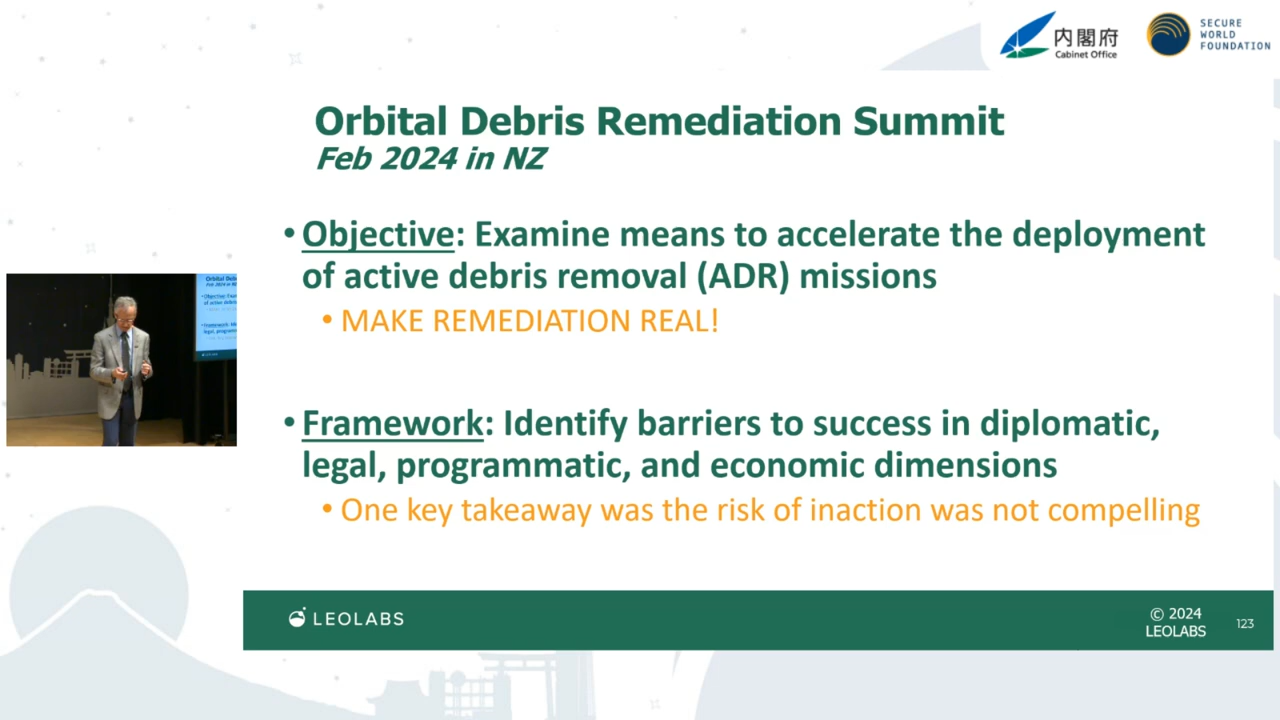 内閣府
Cabinet Office
SECURE
WORLD
FOUNDATION
Orbital Debris Remediation Summit
Feb 2024 in NZ
• Objective: Examine means to accelerate the deployment
of active debris removal (ADR) missions
• MAKE REMEDIATION REAL!
• Framework: Identify barriers to success in diplomatic,
legal, programmatic, and economic dimensions
• One key takeaway was the risk of inaction was not compelling
LEOLABS
© 2024
LEOLABS
123